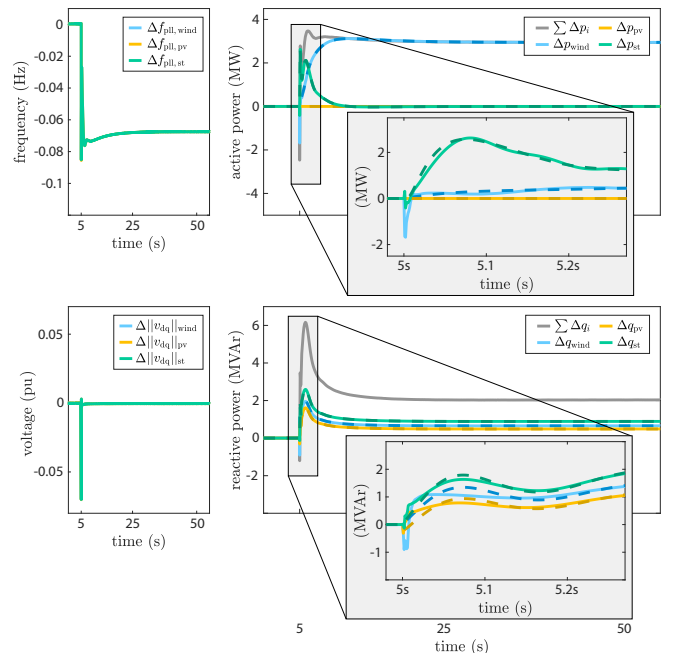 frequency (Hz)
0
-0.02
-0.04
-0.06
-0.08
-0.1
Δf_pll, wind
Δf_pll, pv
Δf_pll, st
5
25
50
time (s)
active power (MW)
4
2
0
-2
-4
∑ Δp_i
Δp_pv
Δp_wind
Δp_st
(MW)
2
0
-2
5s
5.1
5.2s
time (s)
voltage (pu)
0.05
0
-0.05
Δ||v_dq||_wind
Δ||v_dq||_pv
Δ||v_dq||_st
5
25
50
time (s)
reactive power (MVAr)
6
4
2
0
-2
∑ Δq_i
Δq_pv
Δq_wind
Δq_st
(MVAr)
2
1
0
-1
5s
5.1
5.2s
time (s)
5
25
50
time (s)